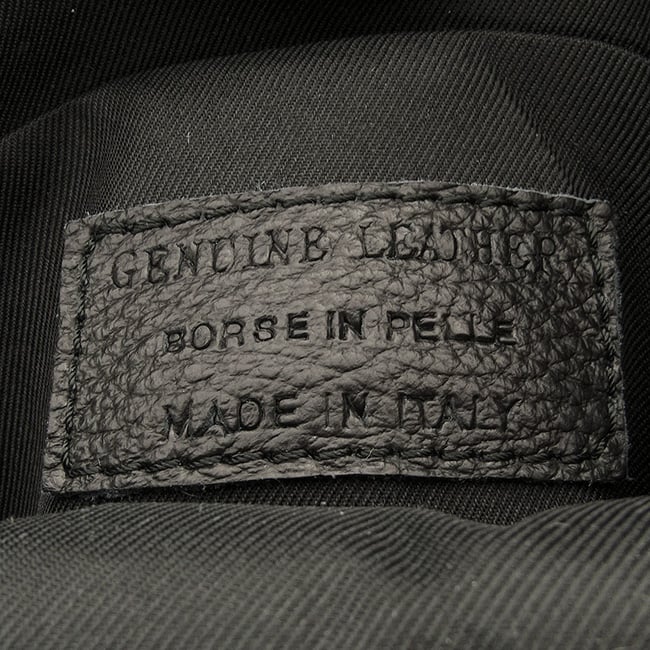 GENUINE LEATHER
BORSE IN PELLE
MADE IN ITALY